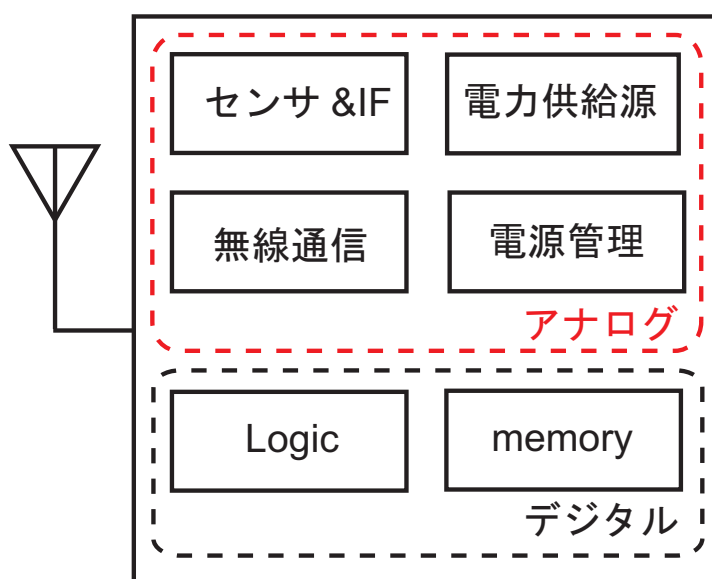 センサ &IF
電力供給源
無線通信
電源管理
アナログ
Logic
memory
デジタル